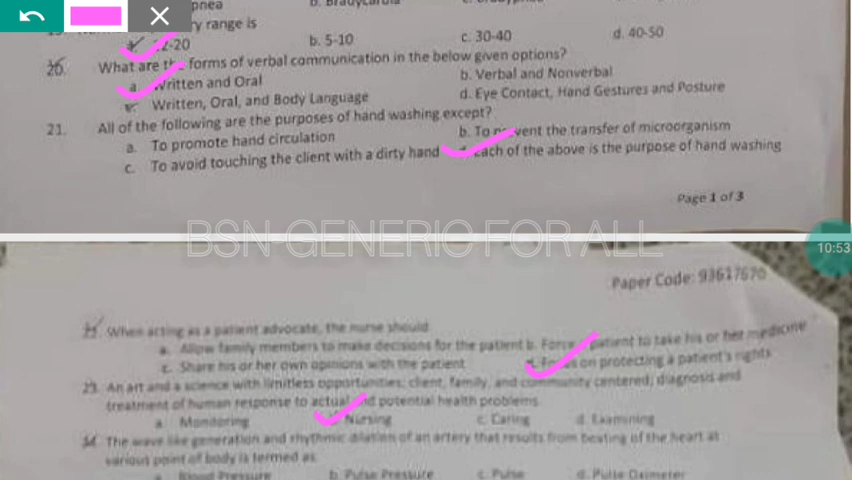 pnea b. Bradycardia
ry range is
12-20 b. 5-10 c. 30-40 d. 40-50
20. What are the forms of verbal communication in the below given options?
a. Written and Oral b. Verbal and Nonverbal
c. Written, Oral, and Body Language d. Eye Contact, Hand Gestures and Posture
21. All of the following are the purposes of hand washing except?
a. To promote hand circulation b. To prevent the transfer of microorganism
c. To avoid touching the client with a dirty hand Each of the above is the purpose of hand washing
Page 1 of 3
BSN-GENERIC FOR ALL
10:53
Paper Code: 93617670
22. When acting as a patient advocate, the nurse should
a. Allow family members to make decisions for the patient b. Force patient to take his or her medicine
c. Share his or her own opinions with the patient d. Focus on protecting a patient's rights
23. An art and a science with limitless opportunities; client, family, and community centered; diagnosis and
treatment of human response to actual and potential health problems
a. Monitoring Nursing c. Caring d. Examining
24. The wave like generation and rhythmic dilation of an artery that results from beating of the heart at
various point of body is termed as
a. Blood Pressure b. Pulse Pressure c. Pulse d. Pulse Oximeter